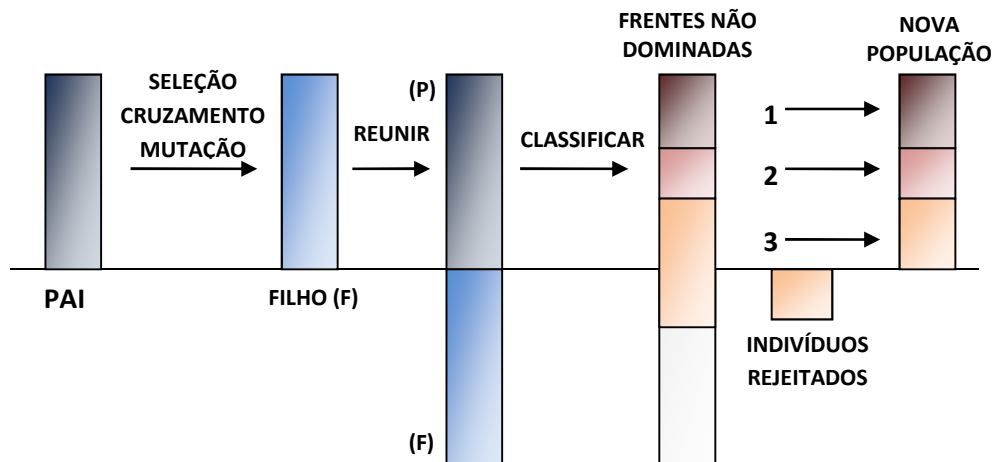 FRENTES NÃO
DOMINADAS
NOVA
POPULAÇÃO
SELEÇÃO
CRUZAMENTO
MUTAÇÃO
(P)
REUNIR
CLASSIFICAR
1
2
3
PAI
FILHO (F)
INDIVÍDUOS
REJEITADOS
(F)